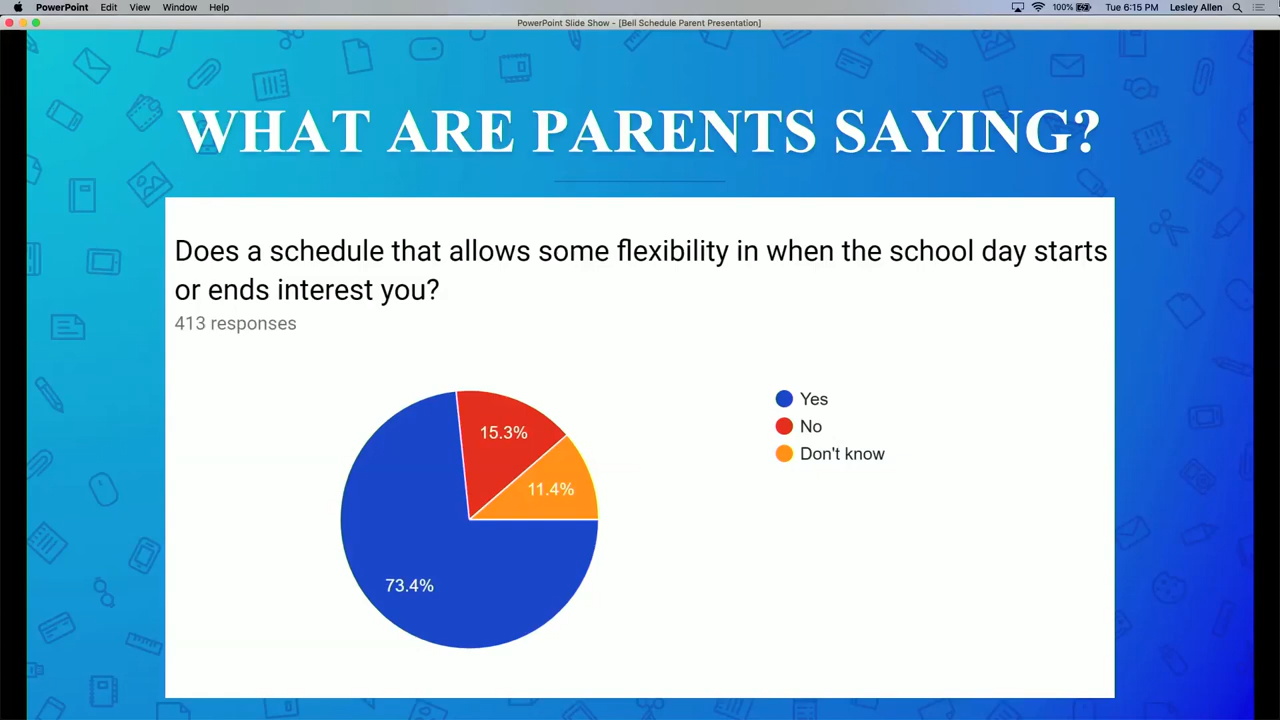 PowerPoint Edit View Window Help 100% Tue 6:15 PM Lesley Allen
PowerPoint Slide Show - [Bell Schedule Parent Presentation]
WHAT ARE PARENTS SAYING?
Does a schedule that allows some flexibility in when the school day starts
or ends interest you?
413 responses
Yes
No
Don't know
15.3%
11.4%
73.4%